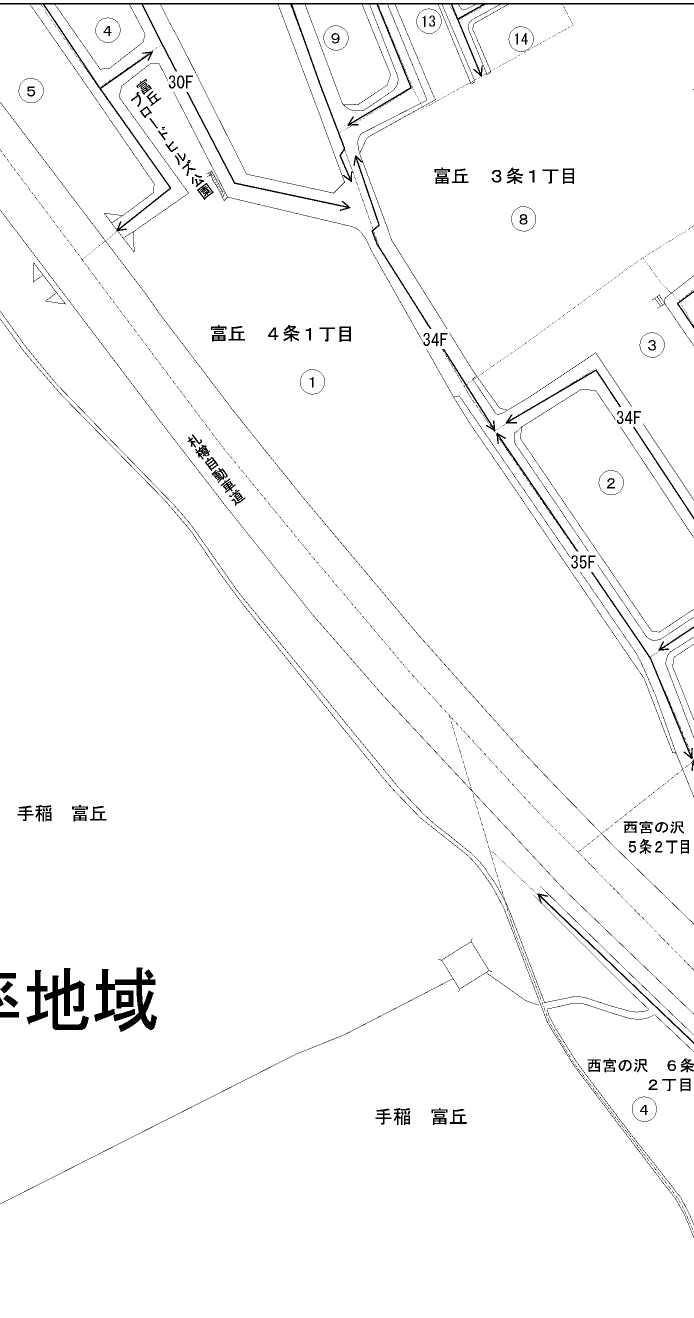 4
9
13
14
5
30F
富丘
ブロードヒルズ公園
富丘　3条1丁目
8
富丘　4条1丁目
34F
3
1
34F
札樽自動車道
2
35F
手稲　富丘
西宮の沢
5条2丁目
地域
西宮の沢　6条
2丁目
4
手稲　富丘